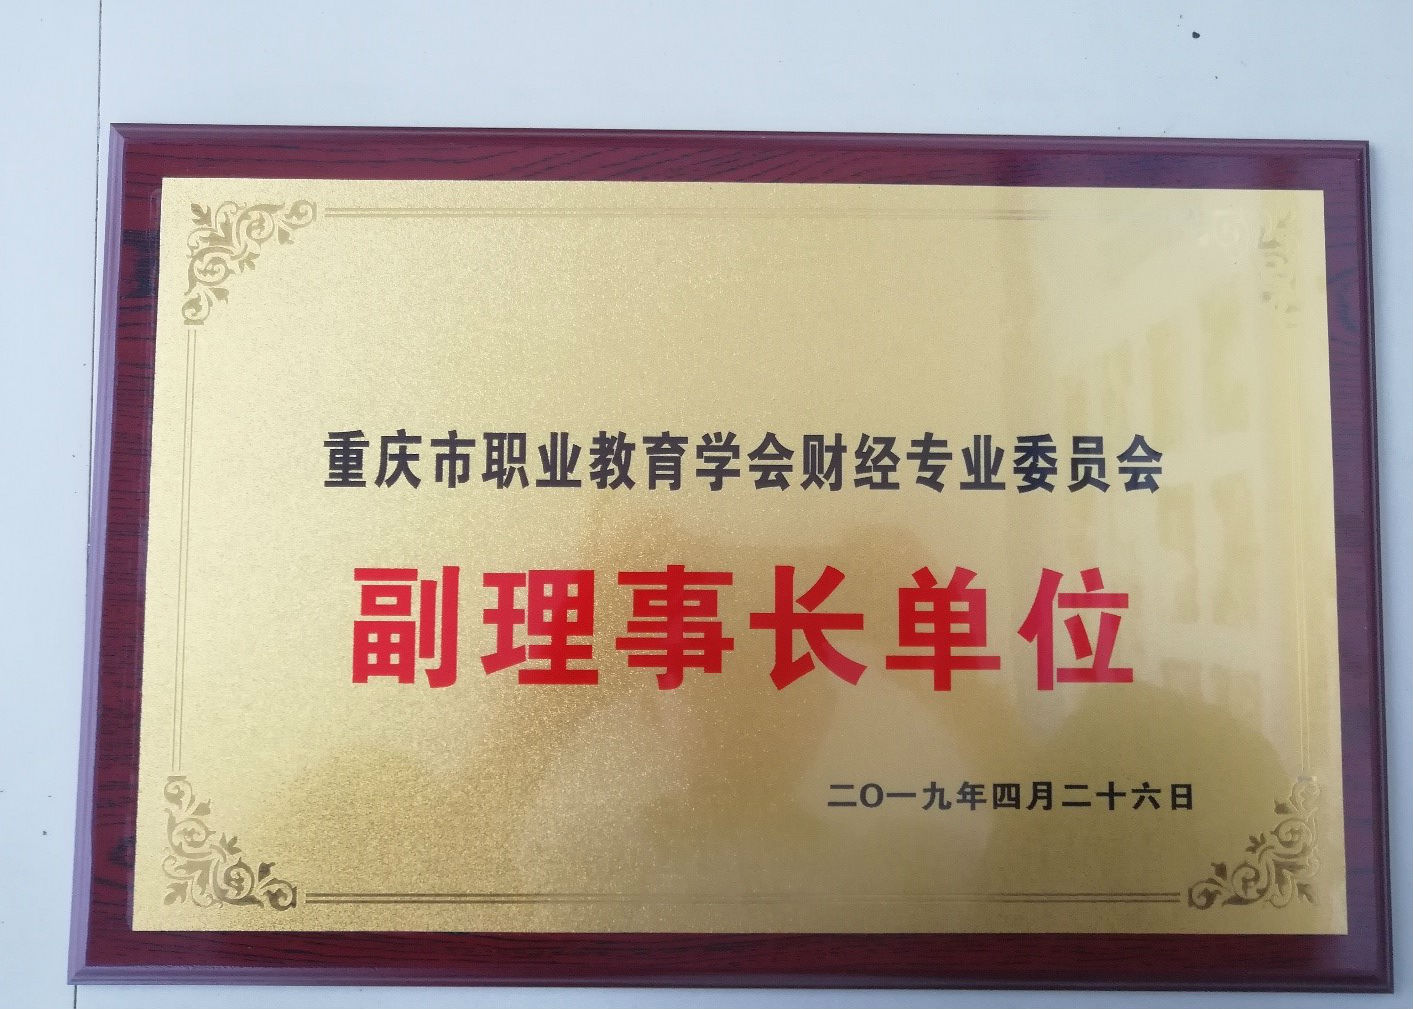 重庆市职业教育学会财经专业委员会
副理事长单位
二O一九年四月二十六日